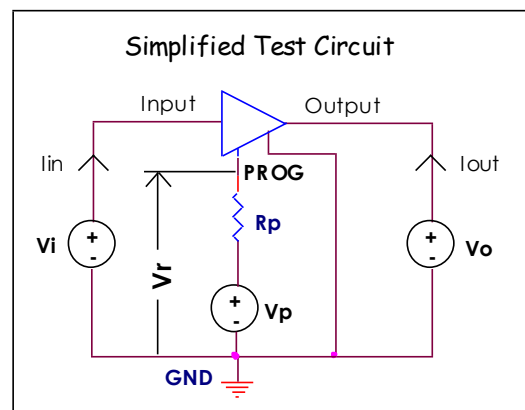 Simplified Test Circuit
Input
Output
Iin
PROG
Iout
Rp
Vi
+
-
Vr
+
-
Vp
+
-
Vo
GND